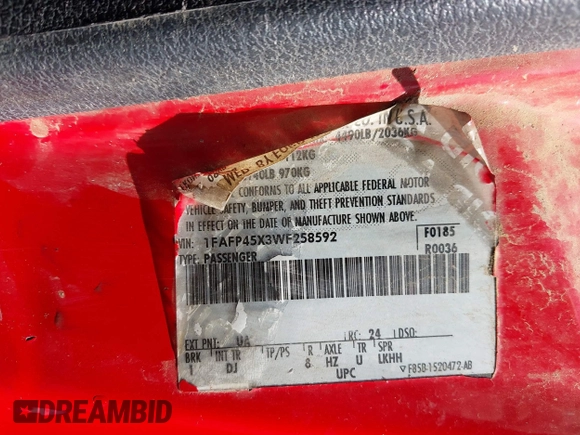 CO. IN U.S.A.
4490LB/2036KG
112KG
40LB 970KG
CONFORMS TO ALL APPLICABLE FEDERAL MOTOR
VEHICLE SAFETY, BUMPER, AND THEFT PREVENTION STANDARDS
IN EFFECT ON THE DATE OF MANUFACTURE SHOWN ABOVE.
VIN: 1FAFP45X3WF258592
F0185
TYPE: PASSENGER
R0036
EXT PNT: UA RC: 24 DSO:
BRK INT TR TP/PS R AXLE TR SPR
1 DJ 8 HZ U LKHH
UPC
F85B-1520472-AB
DREAMBID